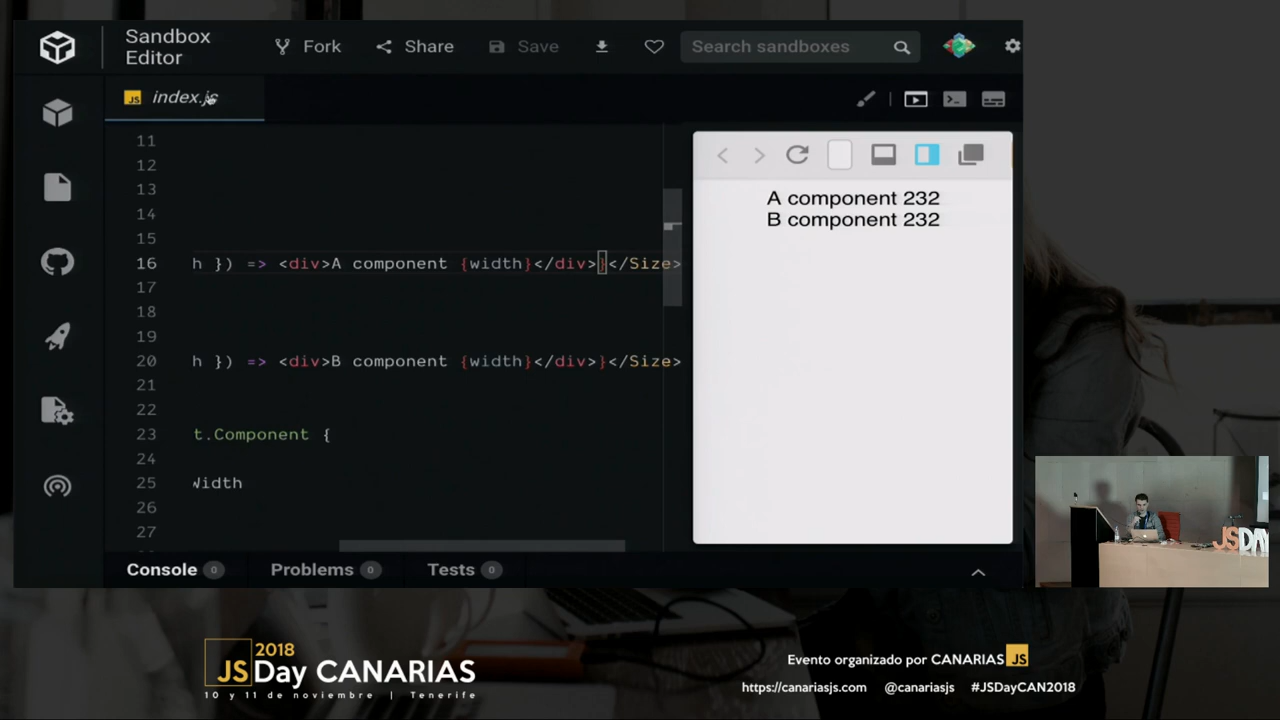 Sandbox
Editor
Fork
Share
Save
Search sandboxes
JS index.js
11
12
13
14
15
16 h }) => <div>A component {width}</div>}</Size>
17
18
19
20 h }) => <div>B component {width}</div>}</Size>
21
22
23 t.Component {
24
25 Width
26
27
A component 232
B component 232
Console 0
Problems 0
Tests 0
JSDAY
2018
JSDay CANARIAS
10 y 11 de noviembre | Tenerife
Evento organizado por CANARIAS JS
https://canariasjs.com @canariasjs #JSDayCAN2018